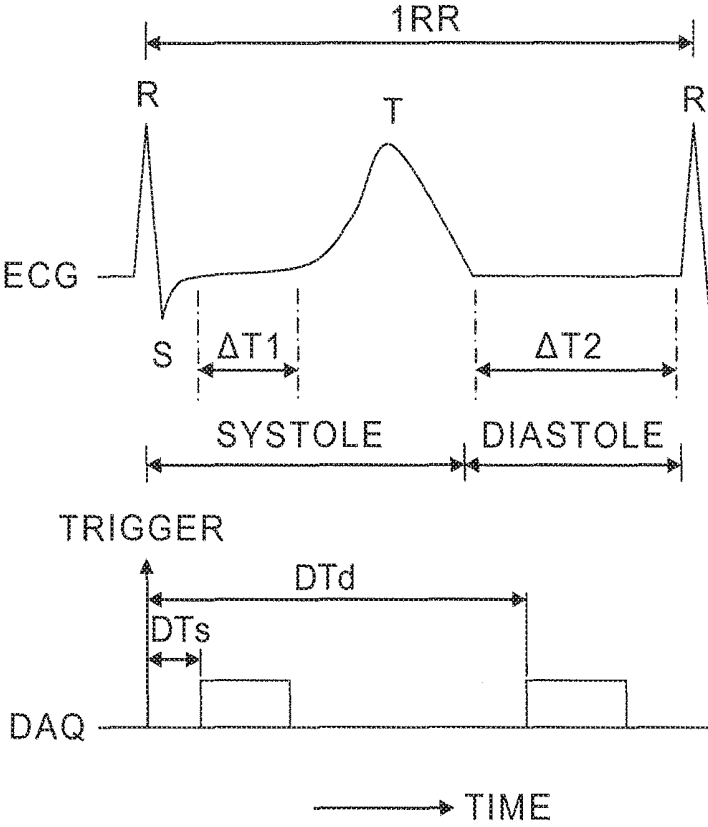 1RR
R
T
R
ECG
S
ΔT1
ΔT2
SYSTOLE
DIASTOLE
TRIGGER
DTd
DTs
DAQ
TIME